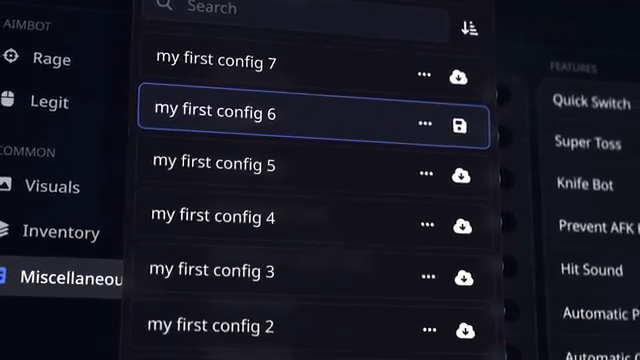 AIMBOT
Rage
Legit
COMMON
Visuals
Inventory
Miscellaneou
Search
my first config 7
my first config 6
my first config 5
my first config 4
my first config 3
my first config 2
FEATURES
Quick Switch
Super Toss
Knife Bot
Prevent AFK
Hit Sound
Automatic P
Automatic